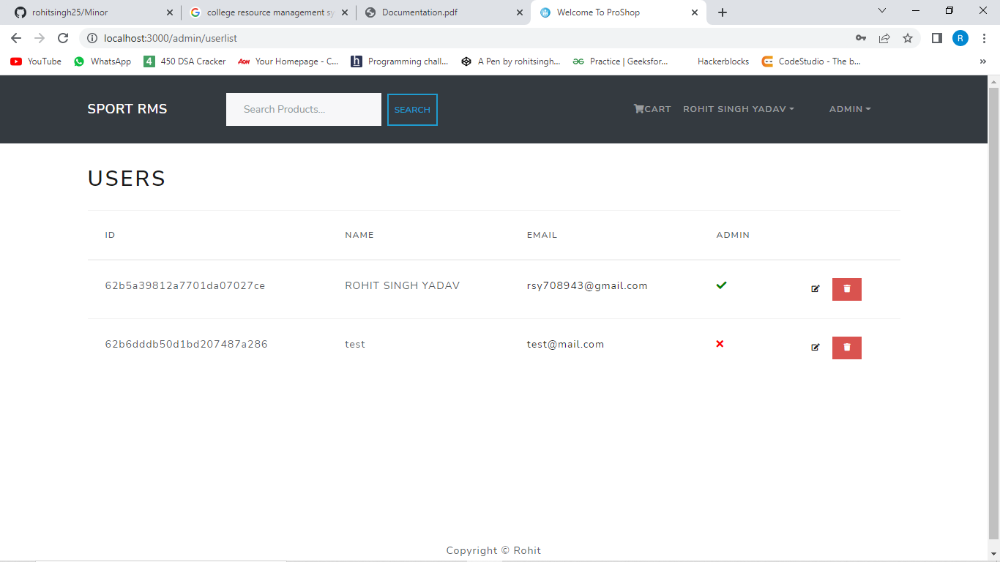 rohitsingh25/Minor
college resource management sy
Documentation.pdf
Welcome To ProShop
localhost:3000/admin/userlist
R
YouTube
WhatsApp
4 450 DSA Cracker
AON Your Homepage - C...
h Programming chall...
A Pen by rohitsingh...
Practice | Geeksfor...
Hackerblocks
CodeStudio - The b...
»
SPORT RMS
Search Products...
SEARCH
CART
ROHIT SINGH YADAV
ADMIN
USERS
ID NAME EMAIL ADMIN
62b5a39812a7701da07027ce ROHIT SINGH YADAV rsy708943@gmail.com
62b6dddb50d1bd207487a286 test test@mail.com
Copyright © Rohit